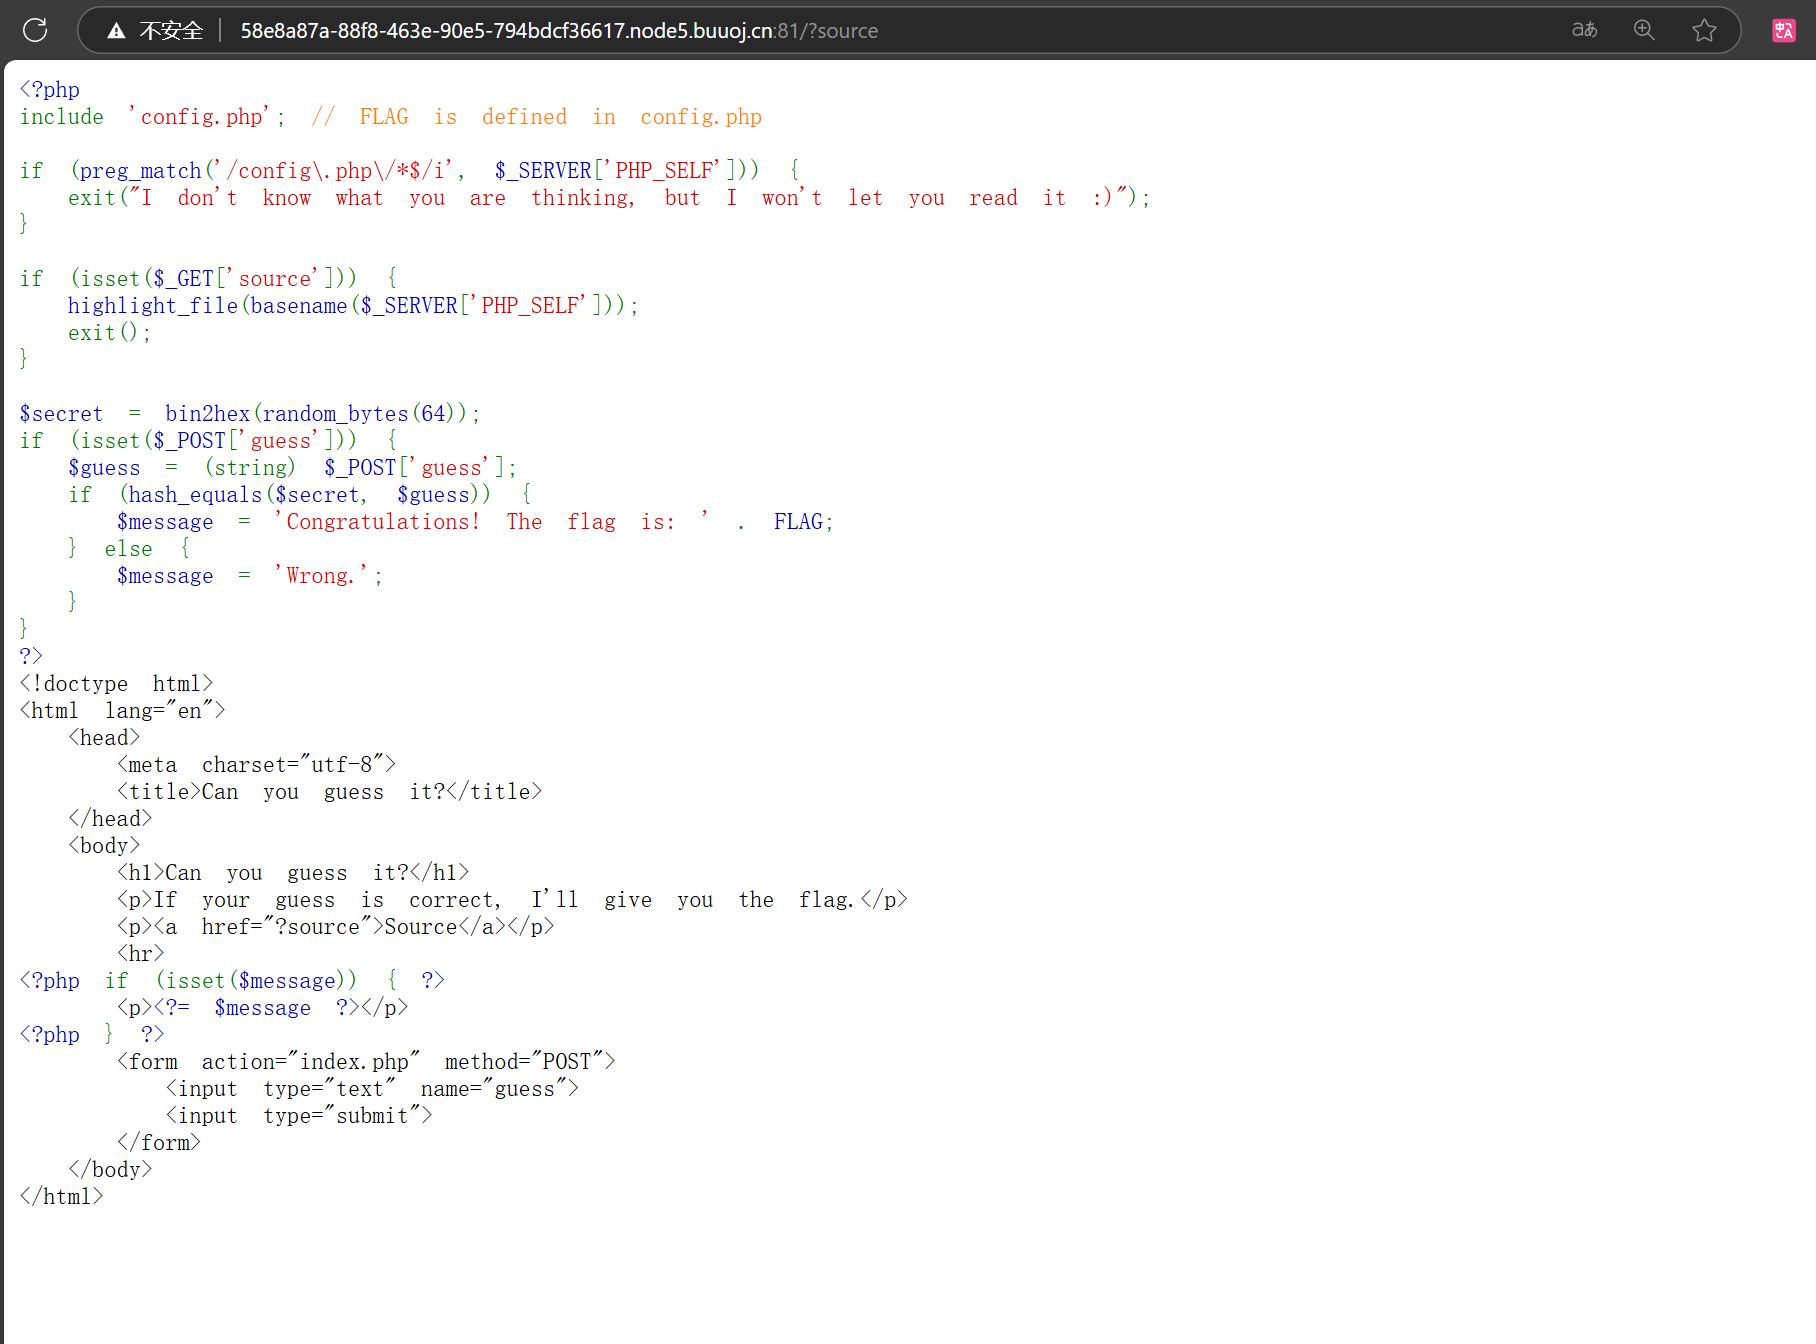 不安全 58e8a87a-88f8-463e-90e5-794bdcf36617.node5.buuoj.cn:81/?source aあ 中A
<?php
include 'config.php'; // FLAG is defined in config.php

if (preg_match('/config\.php\/*$/i', $_SERVER['PHP_SELF'])) {
    exit("I don't know what you are thinking, but I won't let you read it :)");
}

if (isset($_GET['source'])) {
    highlight_file(basename($_SERVER['PHP_SELF']));
    exit();
}

$secret = bin2hex(random_bytes(64));
if (isset($_POST['guess'])) {
    $guess = (string) $_POST['guess'];
    if (hash_equals($secret, $guess)) {
        $message = 'Congratulations! The flag is: ' . FLAG;
    } else {
        $message = 'Wrong.';
    }
}
?>
<!doctype html>
<html lang="en">
    <head>
        <meta charset="utf-8">
        <title>Can you guess it?</title>
    </head>
    <body>
        <h1>Can you guess it?</h1>
        <p>If your guess is correct, I'll give you the flag.</p>
        <p><a href="?source">Source</a></p>
        <hr>
<?php if (isset($message)) { ?>
        <p><?= $message ?></p>
<?php } ?>
        <form action="index.php" method="POST">
            <input type="text" name="guess">
            <input type="submit">
        </form>
    </body>
</html>